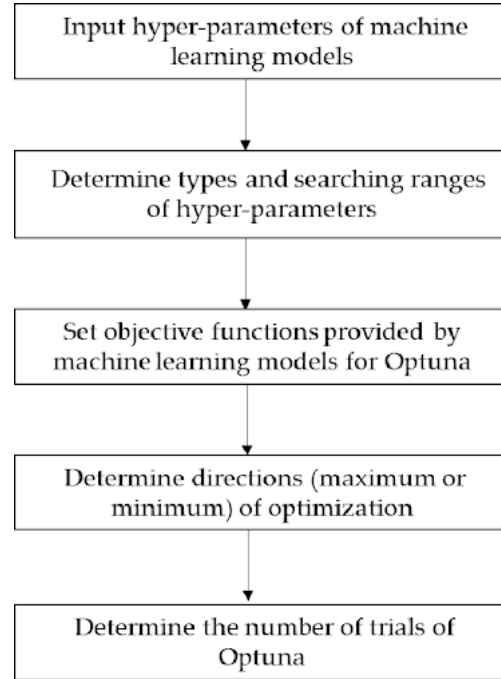 Input hyper-parameters of machine
learning models
Determine types and searching ranges
of hyper-parameters
Set objective functions provided by
machine learning models for Optuna
Determine directions (maximum or
minimum) of optimization
Determine the number of trials of
Optuna